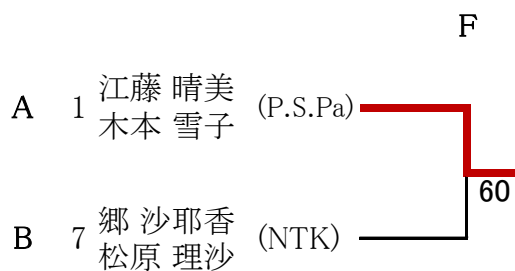 F
A 1 江藤 晴美 (P.S.Pa)
木本 雪子
60
B 7 郷 沙耶香 (NTK)
松原 理沙